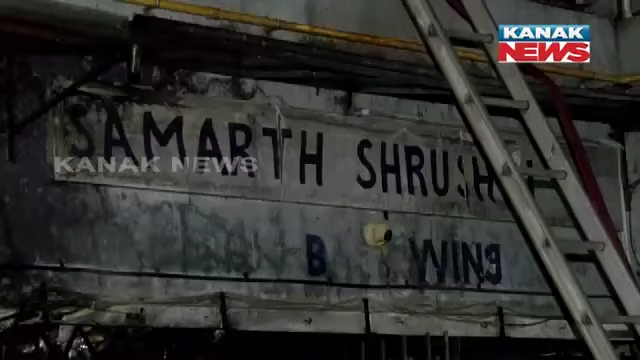 KANAK
NEWS
SAMARTH SHRUSH
KANAK NEWS
B WING